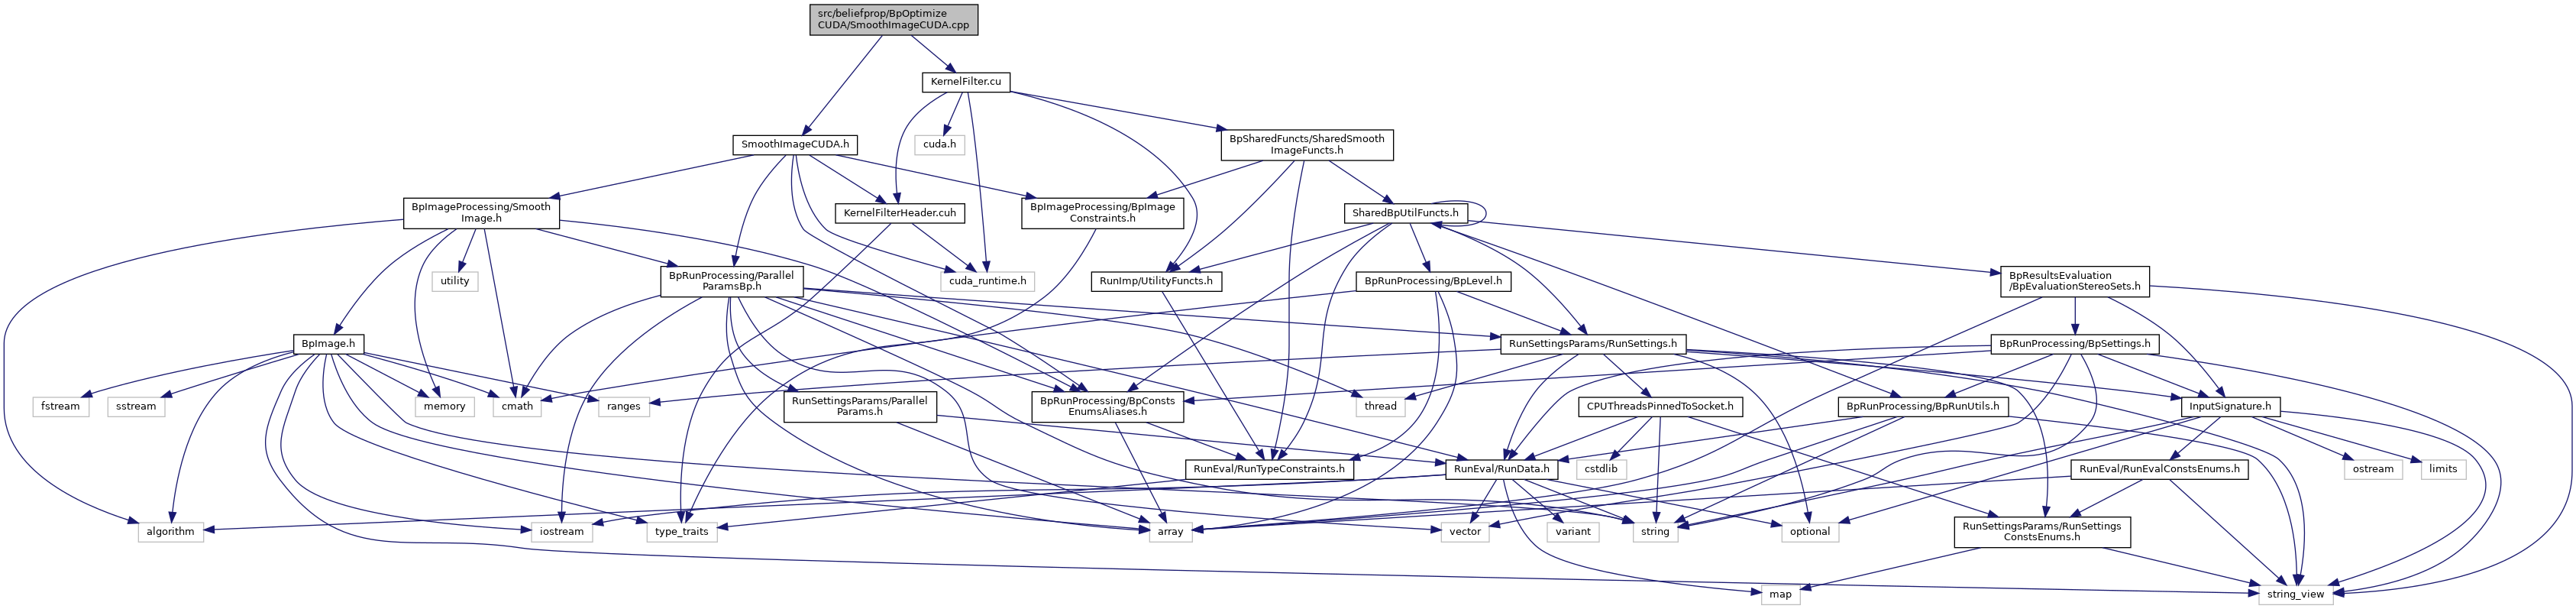 src/beliefprop/BpOptimize
CUDA/SmoothImageCUDA.cpp
KernelFilter.cu
SmoothImageCUDA.h
cuda.h
BpSharedFuncts/SharedSmooth
ImageFuncts.h
BpImageProcessing/Smooth
Image.h
KernelFilterHeader.cuh
BpImageProcessing/BpImage
Constraints.h
SharedBpUtilFuncts.h
utility
BpRunProcessing/Parallel
ParamsBp.h
cuda_runtime.h
RunImp/UtilityFuncts.h
BpRunProcessing/BpLevel.h
BpResultsEvaluation
/BpEvaluationStereoSets.h
BpImage.h
RunSettingsParams/RunSettings.h
BpRunProcessing/BpSettings.h
fstream
sstream
memory
cmath
ranges
RunSettingsParams/Parallel
Params.h
BpRunProcessing/BpConsts
EnumsAliases.h
thread
CPUThreadsPinnedToSocket.h
BpRunProcessing/BpRunUtils.h
InputSignature.h
RunEval/RunTypeConstraints.h
RunEval/RunData.h
cstdlib
RunEval/RunEvalConstsEnums.h
ostream
limits
algorithm
iostream
type_traits
array
vector
variant
string
optional
RunSettingsParams/RunSettings
ConstsEnums.h
map
string_view